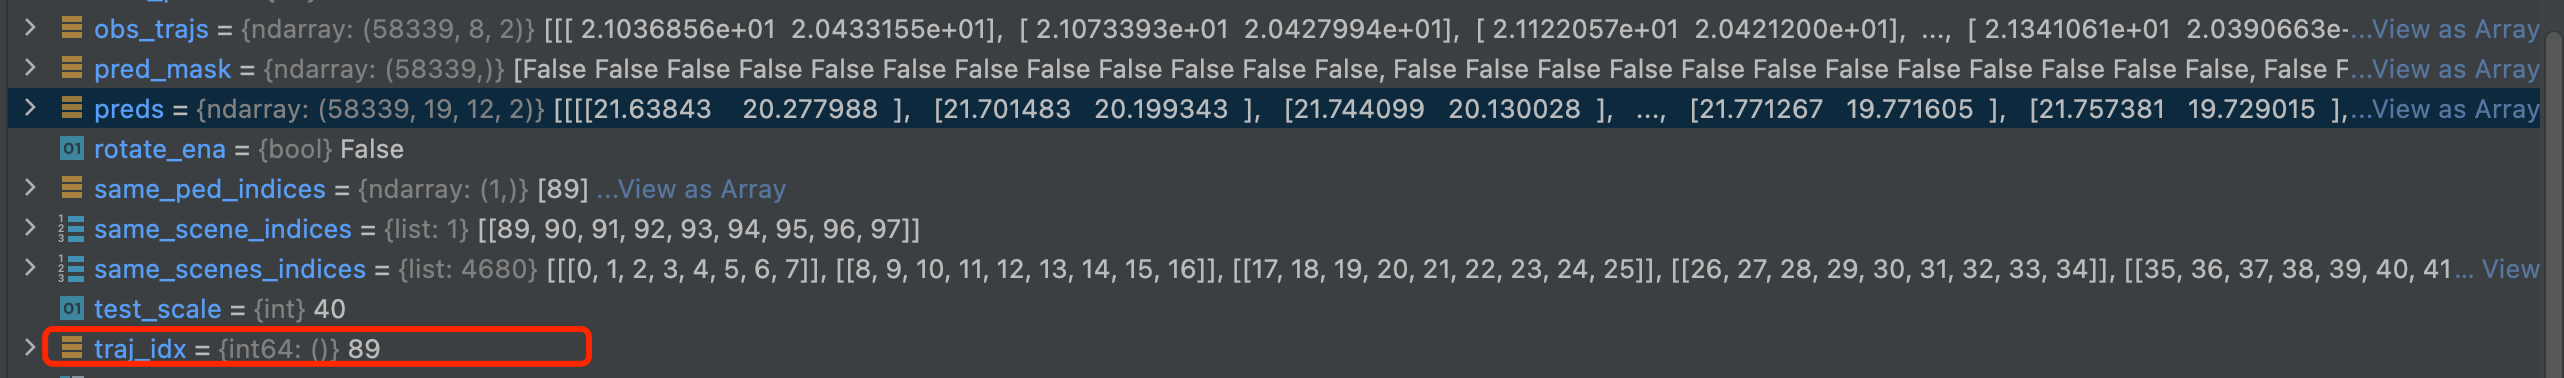 obs_trajs = {ndarray: (58339, 8, 2)} [[[ 2.1036856e+01  2.0433155e+01],  [ 2.1073393e+01  2.0427994e+01],  [ 2.1122057e+01  2.0421200e+01],  ...,  [ 2.1341061e+01  2.0390663e-...View as Array
pred_mask = {ndarray: (58339,)} [False False False False False False False False False False False False, False False False False False False False False False False False False, False F...View as Array
preds = {ndarray: (58339, 19, 12, 2)} [[[[21.63843   20.277988 ],  [21.701483  20.199343 ],  [21.744099  20.130028 ],  ...,  [21.771267  19.771605 ],  [21.757381  19.729015 ],...View as Array
rotate_ena = {bool} False
same_ped_indices = {ndarray: (1,)} [89] ...View as Array
same_scene_indices = {list: 1} [[89, 90, 91, 92, 93, 94, 95, 96, 97]]
same_scenes_indices = {list: 4680} [[[0, 1, 2, 3, 4, 5, 6, 7]], [[8, 9, 10, 11, 12, 13, 14, 15, 16]], [[17, 18, 19, 20, 21, 22, 23, 24, 25]], [[26, 27, 28, 29, 30, 31, 32, 33, 34]], [[35, 36, 37, 38, 39, 40, 41... View
test_scale = {int} 40
traj_idx = {int64: ()} 89